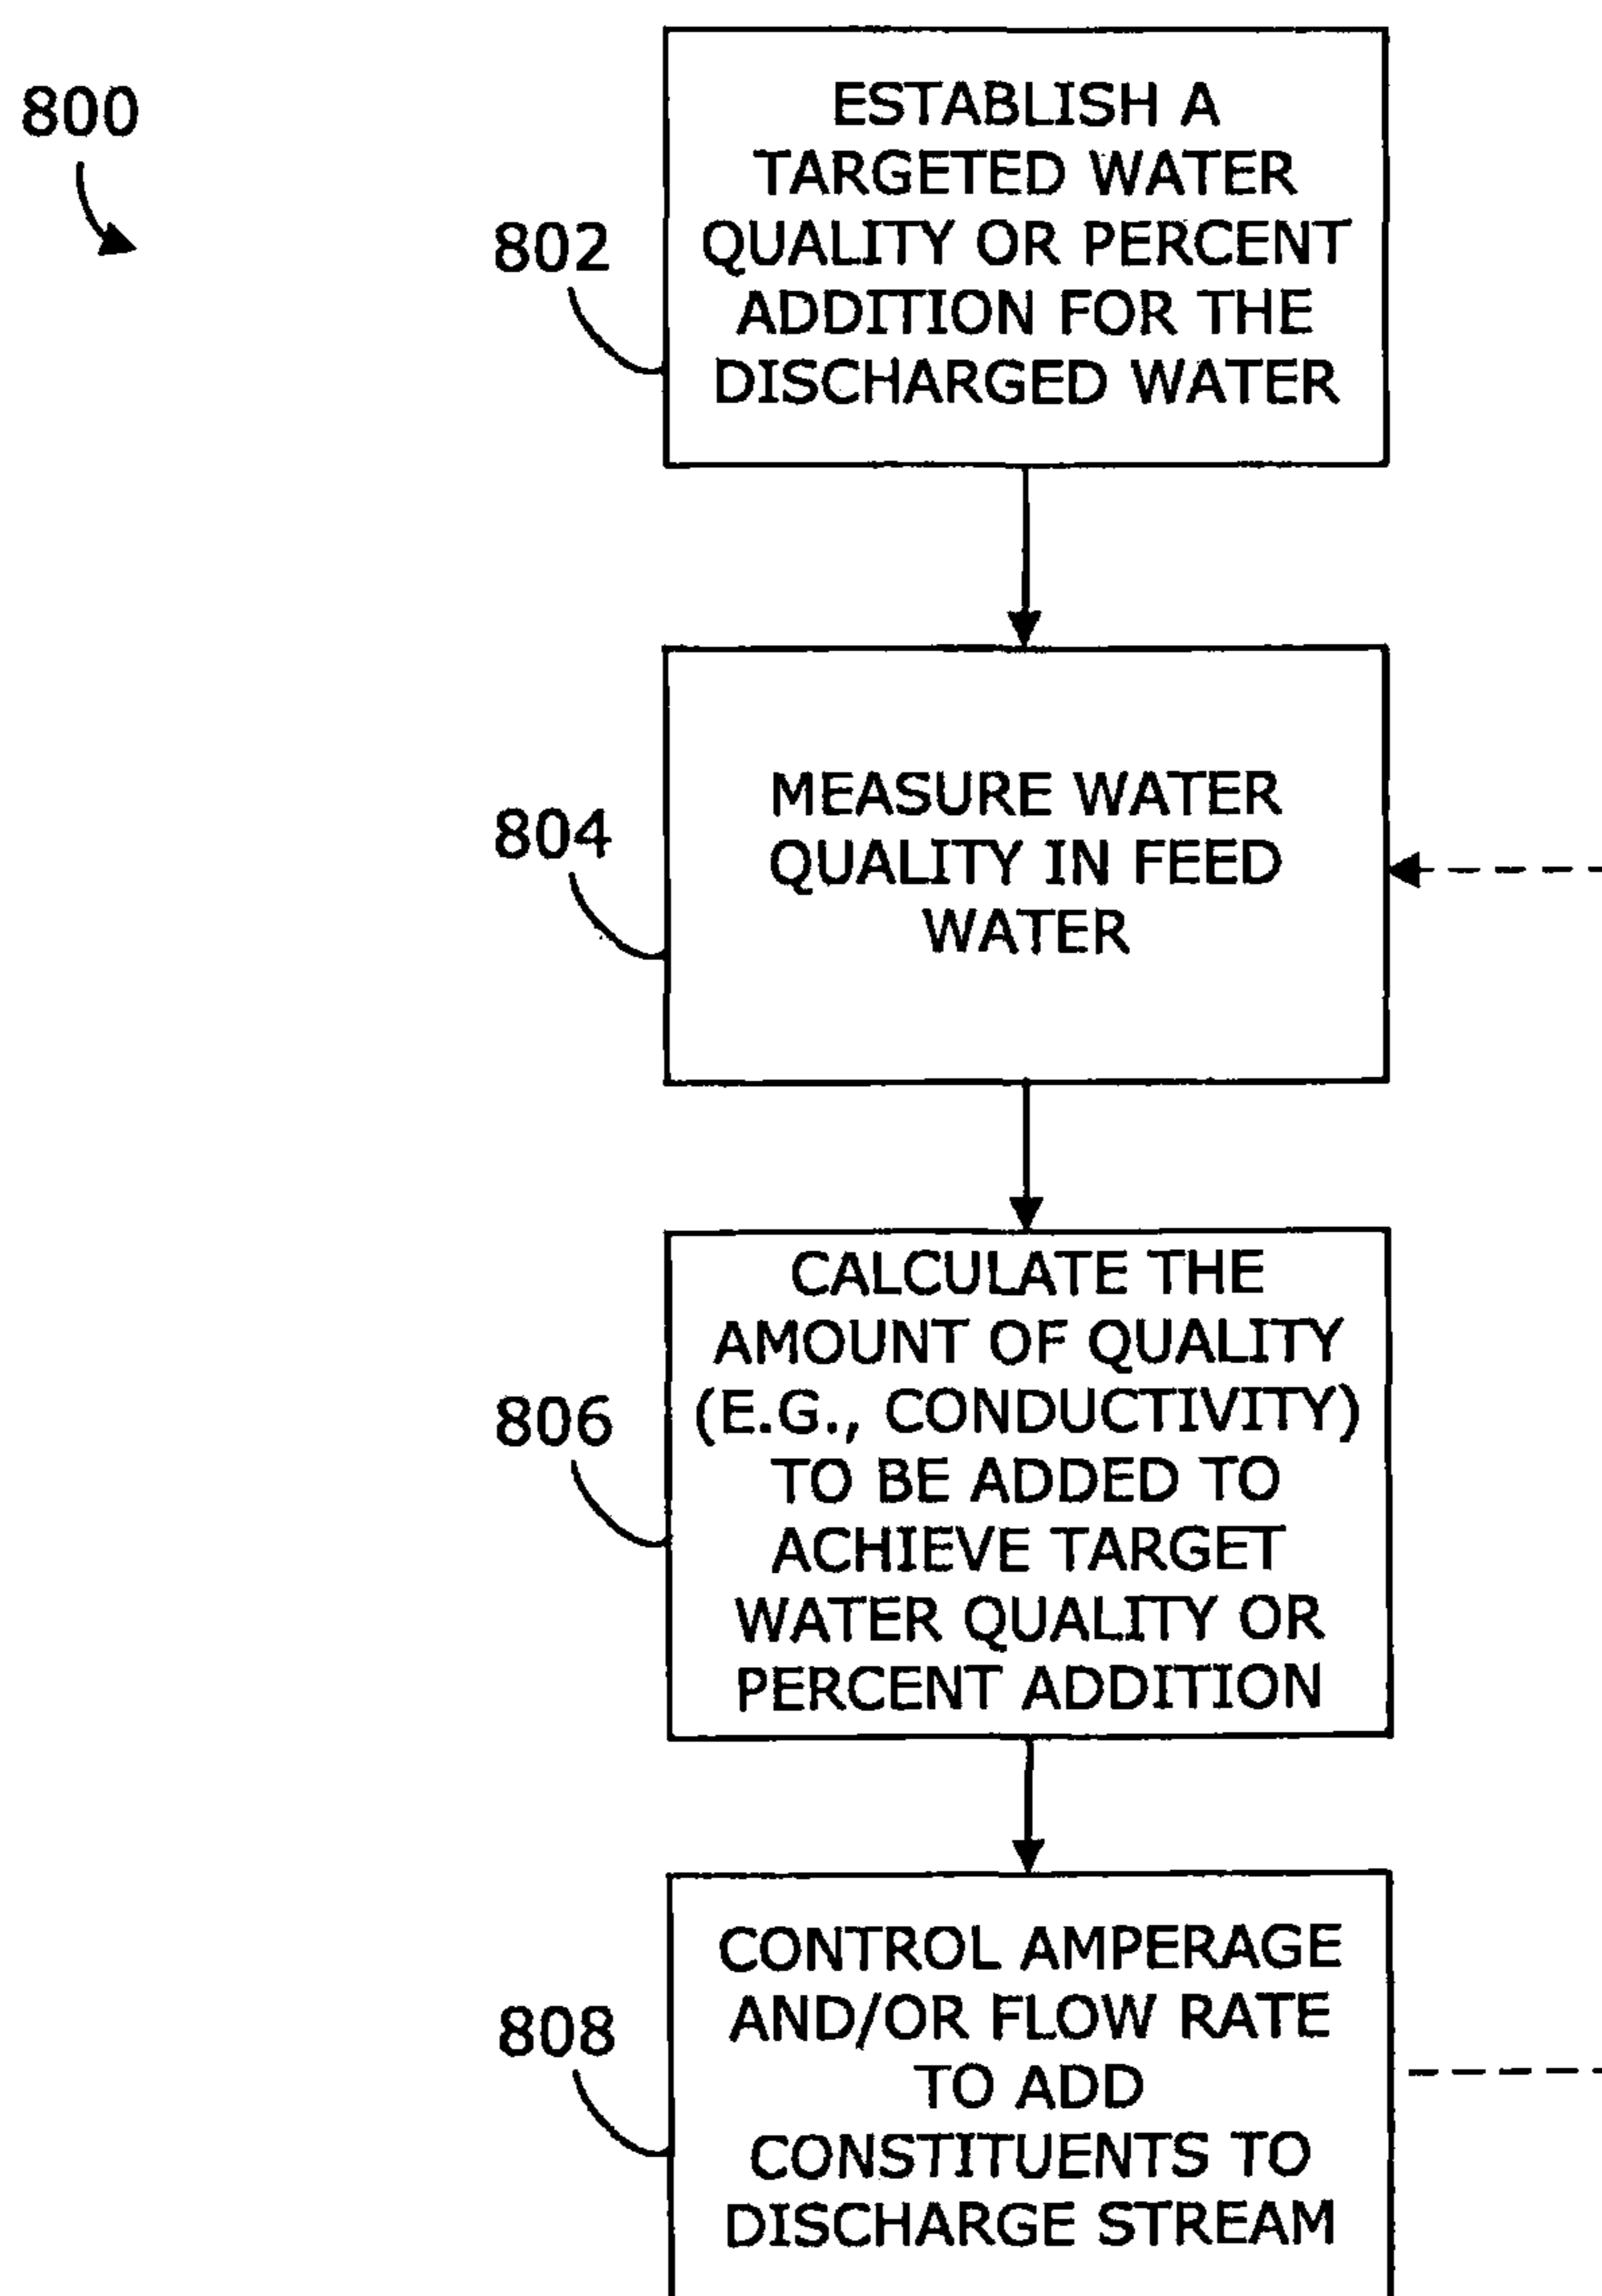 800
802
ESTABLISH A
TARGETED WATER
QUALITY OR PERCENT
ADDITION FOR THE
DISCHARGED WATER
804
MEASURE WATER
QUALITY IN FEED
WATER
806
CALCULATE THE
AMOUNT OF QUALITY
(E.G., CONDUCTIVITY)
TO BE ADDED TO
ACHIEVE TARGET
WATER QUALITY OR
PERCENT ADDITION
808
CONTROL AMPERAGE
AND/OR FLOW RATE
TO ADD
CONSTITUENTS TO
DISCHARGE STREAM